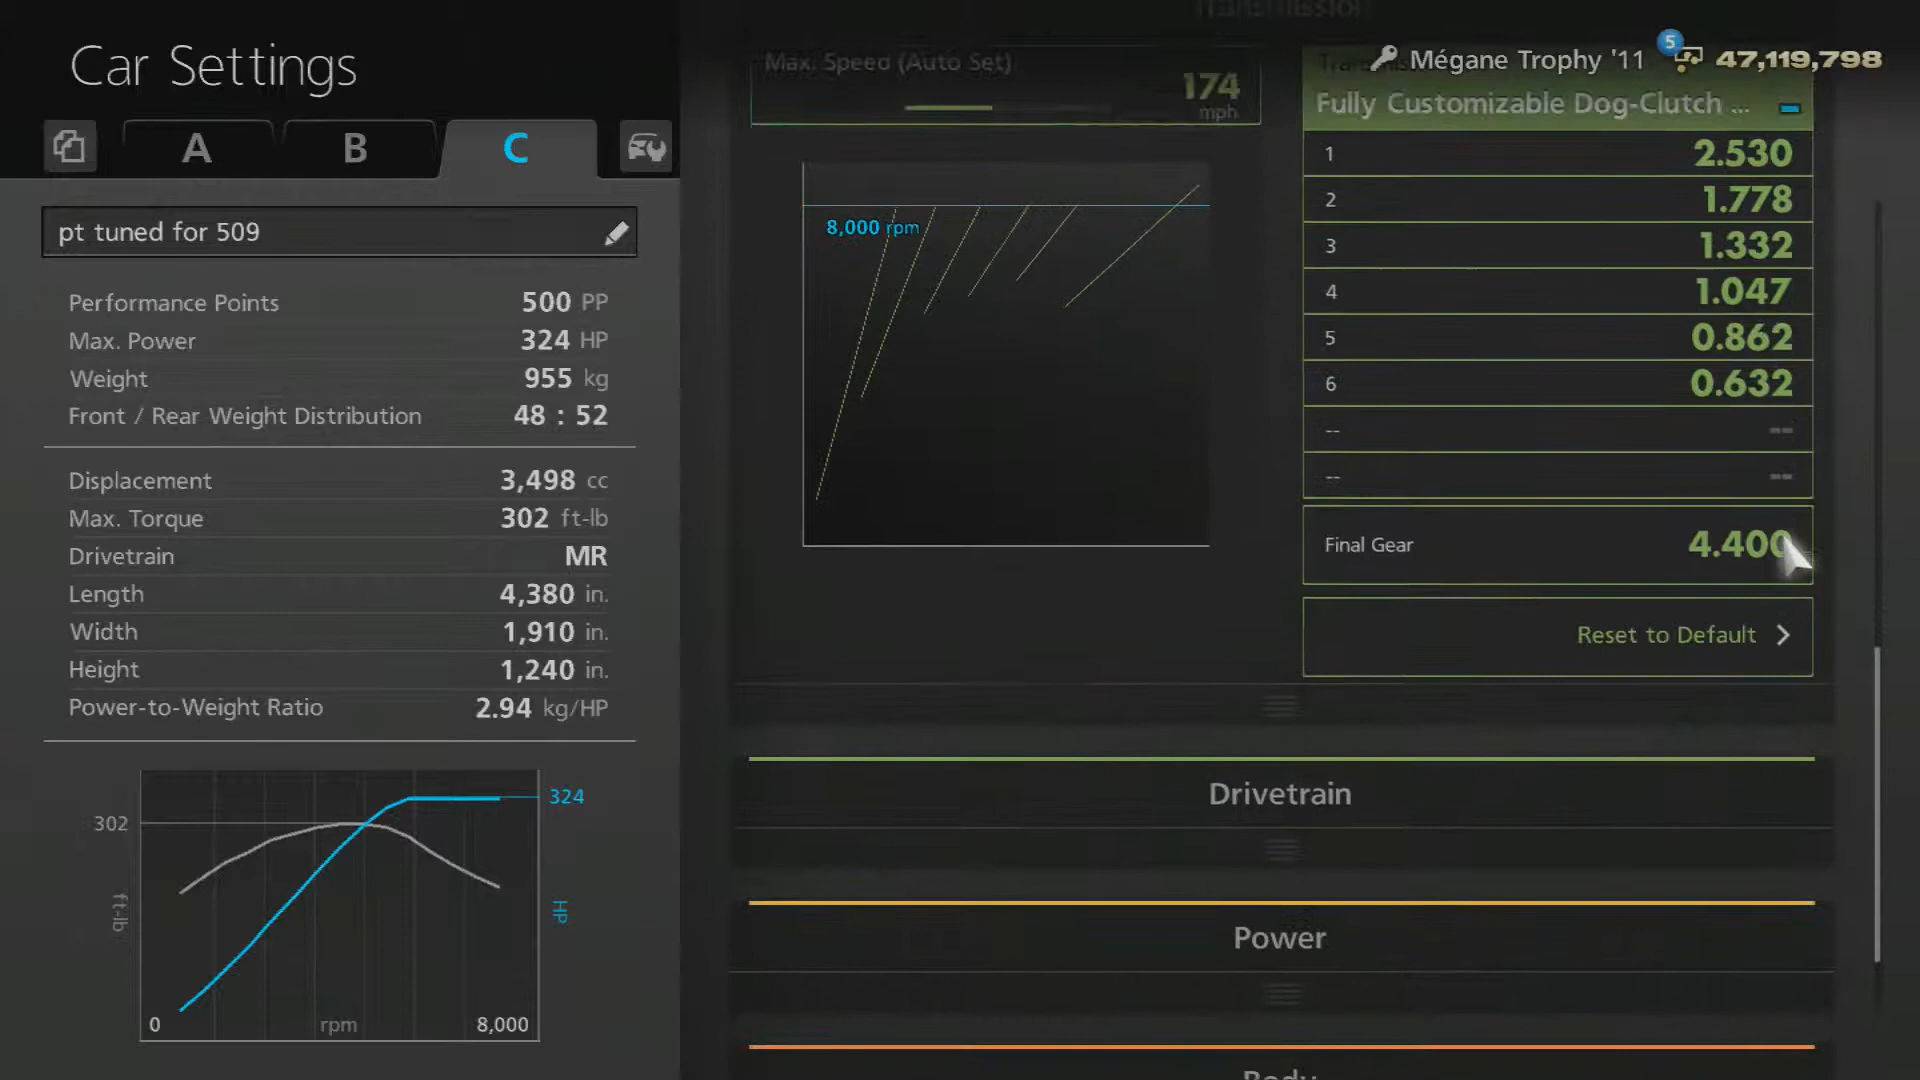 Transmission
Car Settings
Mégane Trophy '11
5
47,119,798
A
B
C
pt tuned for 509
Performance Points 500 PP
Max. Power 324 HP
Weight 955 kg
Front / Rear Weight Distribution 48 : 52
Displacement 3,498 cc
Max. Torque 302 ft-lb
Drivetrain MR
Length 4,380 in.
Width 1,910 in.
Height 1,240 in.
Power-to-Weight Ratio 2.94 kg/HP
324
302
ft-lb
HP
0 rpm 8,000
Max. Speed (Auto Set)
174
mph
8,000 rpm
Fully Customizable Dog-Clutch ...
1 2.530
2 1.778
3 1.332
4 1.047
5 0.862
6 0.632
-- --
-- --
Final Gear 4.400
Reset to Default
Drivetrain
Power
Body